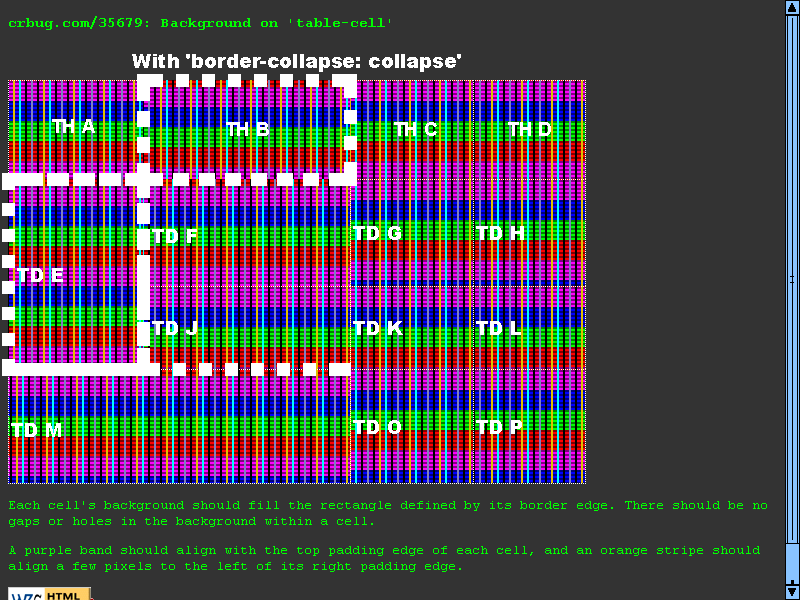 crbug.com/35679: Background on 'table-cell'
With 'border-collapse: collapse'
TH A TH B TH C TH D
TD F TD G TD H
TD E
TD J TD K TD L
TD M TD O TD P
Each cell's background should fill the rectangle defined by its border edge. There should be no
gaps or holes in the background within a cell.
A purple band should align with the top padding edge of each cell, and an orange stripe should
align a few pixels to the left of its right padding edge.
W3C HTML